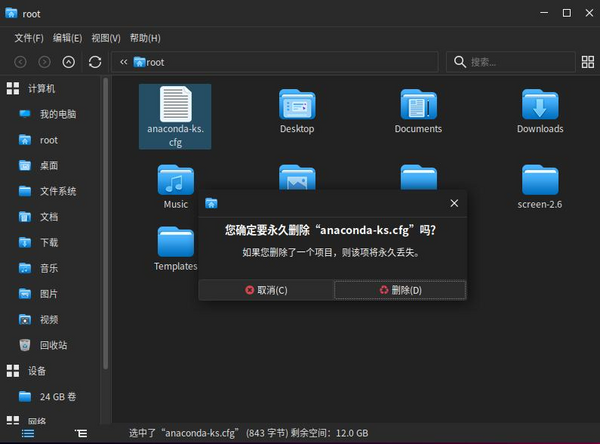 root
文件(F) 编辑(E) 视图(V) 帮助(H)
root
搜索...
计算机
我的电脑
root
桌面
文件系统
文档
下载
音乐
图片
视频
回收站
设备
24 GB 卷
网络
anaconda-ks.
cfg
Desktop
Documents
Downloads
Music
screen-2.6
Templates
您确定要永久删除“anaconda-ks.cfg”吗?
如果您删除了一个项目，则该项将永久丢失。
取消(C)
删除(D)
选中了“anaconda-ks.cfg” (843 字节) 剩余空间： 12.0 GB